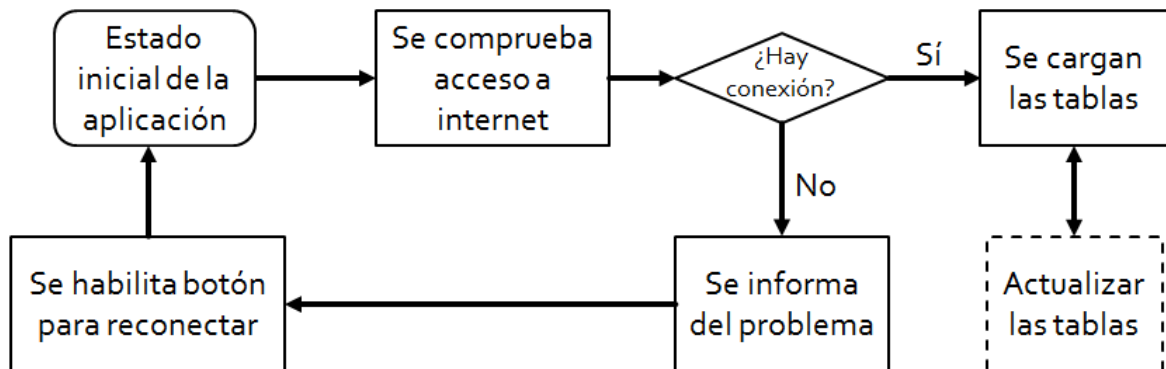 Estado
inicial de la
aplicación
Se comprueba
acceso a
internet
¿Hay
conexión?
Sí
Se cargan
las tablas
No
Se habilita botón
para reconectar
Se informa
del problema
Actualizar
las tablas